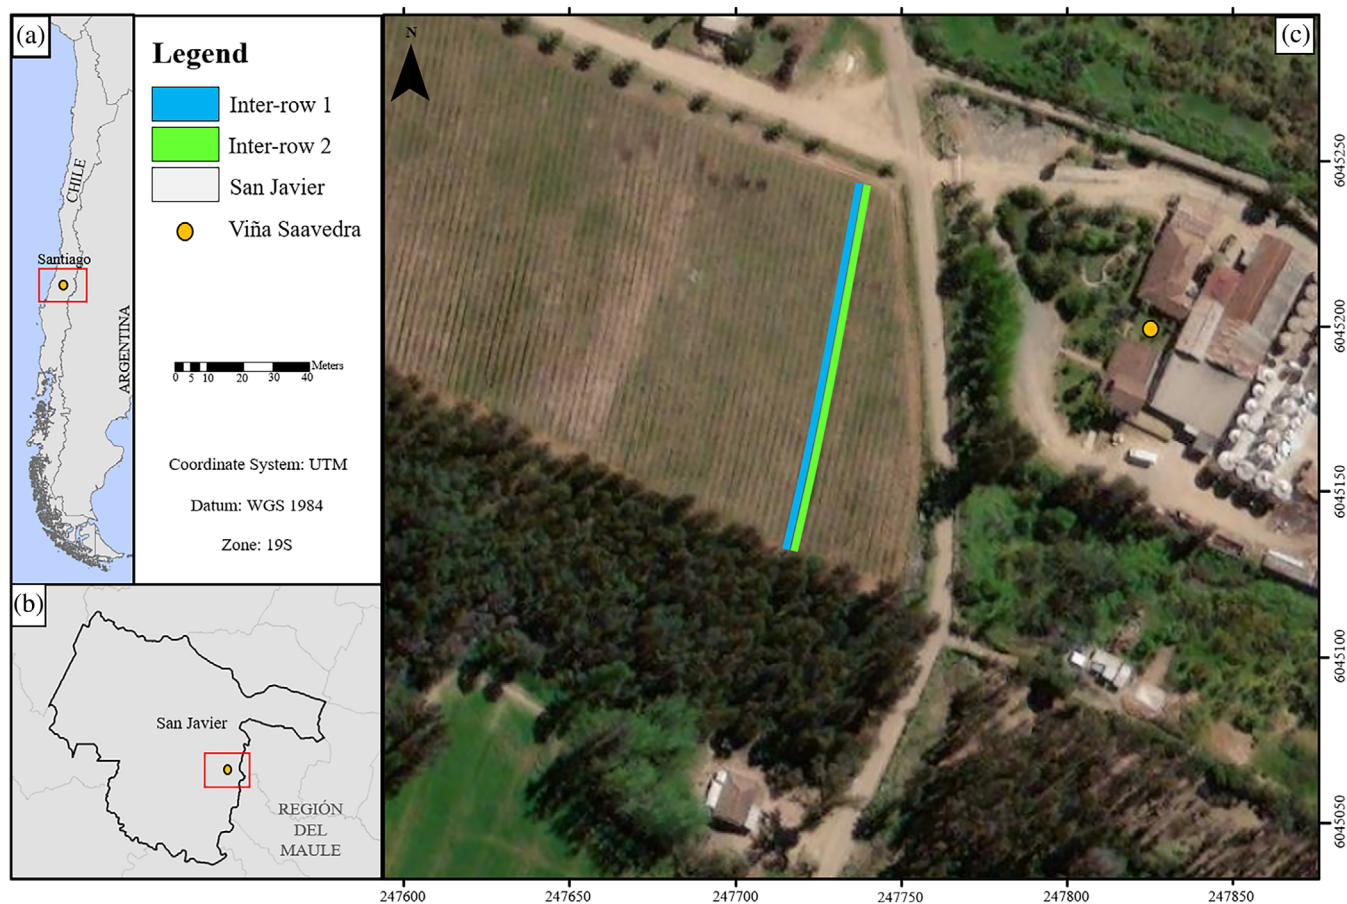 (a)
CHILE
Santiago
ARGENTINA
Legend
Inter-row 1
Inter-row 2
San Javier
Viña Saavedra
Meters
0 5 10 20 30 40
Coordinate System: UTM
Datum: WGS 1984
Zone: 19S
(b)
San Javier
REGIÓN
DEL
MAULE
(c)
N
6045250
6045200
6045150
6045100
6045050
247600 247650 247700 247750 247800 247850